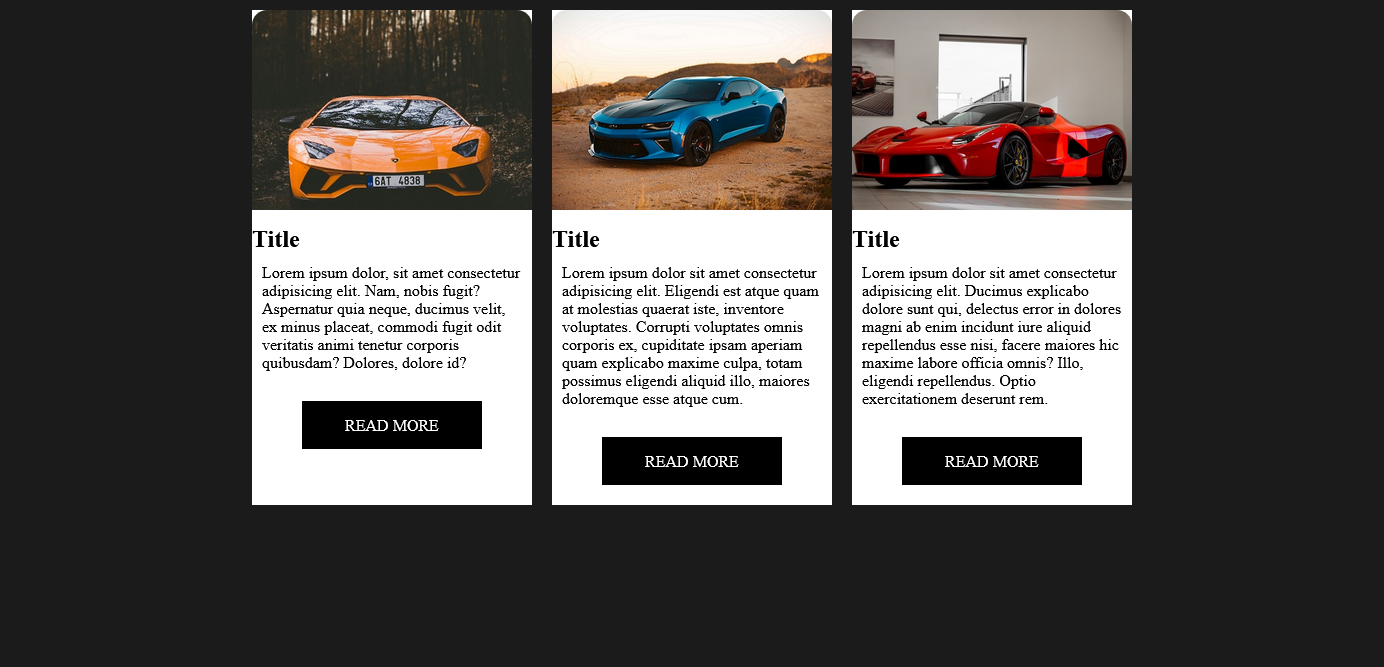 6AT 4838
Title
Lorem ipsum dolor, sit amet consectetur
adipisicing elit. Nam, nobis fugit?
Aspernatur quia neque, ducimus velit,
ex minus placeat, commodi fugit odit
veritatis animi tenetur corporis
quibusdam? Dolores, dolore id?
READ MORE
Title
Lorem ipsum dolor sit amet consectetur
adipisicing elit. Eligendi est atque quam
at molestias quaerat iste, inventore
voluptates. Corrupti voluptates omnis
corporis ex, cupiditate ipsam aperiam
quam explicabo maxime culpa, totam
possimus eligendi aliquid illo, maiores
doloremque esse atque cum.
READ MORE
Title
Lorem ipsum dolor sit amet consectetur
adipisicing elit. Ducimus explicabo
dolore sunt qui, delectus error in dolores
magni ab enim incidunt iure aliquid
repellendus esse nisi, facere maiores hic
maxime labore officia omnis? Illo,
eligendi repellendus. Optio
exercitationem deserunt rem.
READ MORE